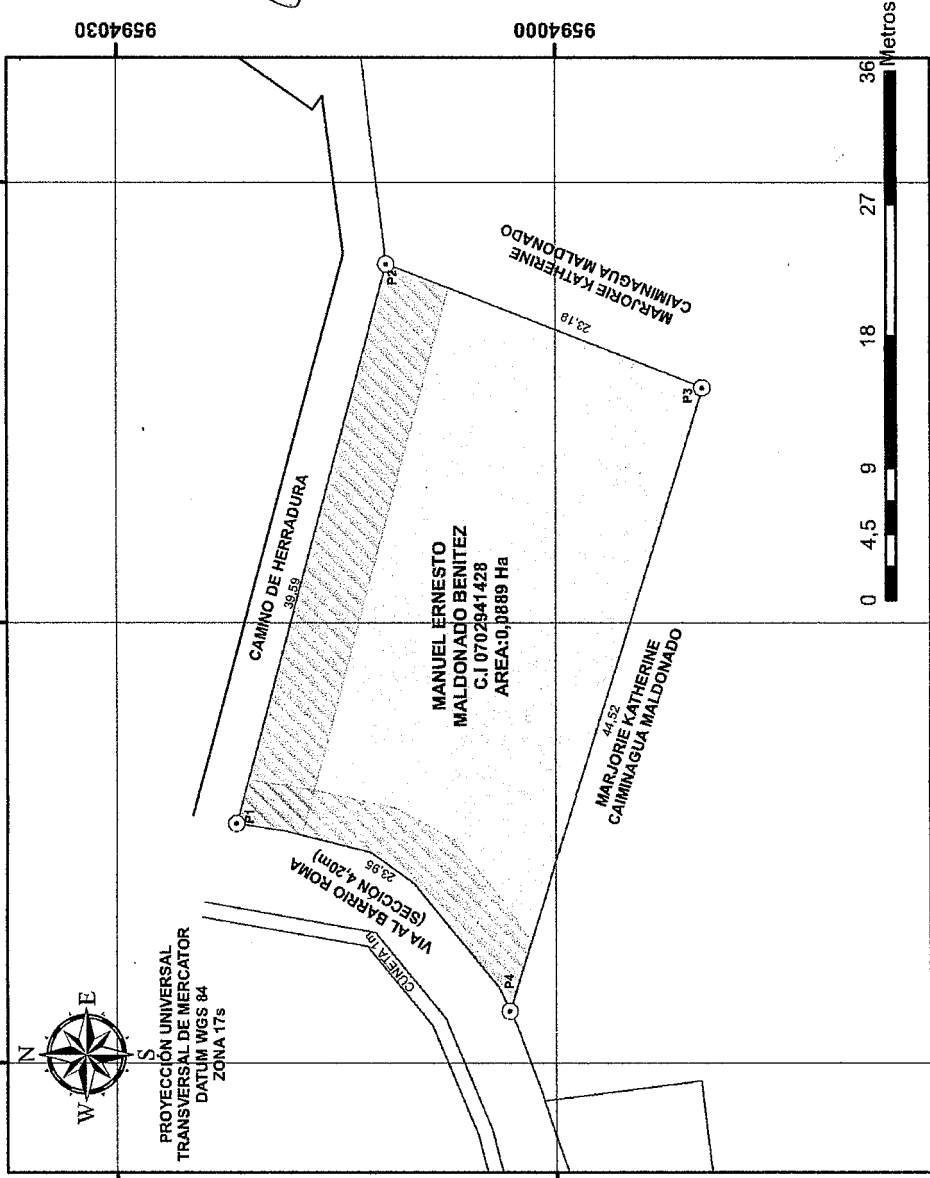 N
W
E
S
PROYECCIÓN UNIVERSAL
TRANSVERSAL DE MERCATOR
DATUM WGS 84
ZONA 17s
9594030
9594000
CAMINO DE HERRADURA
39,59
P1
P2
VIA AL BARRIO ROMA
(SECCIÓN 4,20m)
23,95
CUNETA 1m
MANUEL ERNESTO
MALDONADO BENITEZ
C.I 0702941428
AREA:0,0889 Ha
MARJORIE KATHERINE
CAIMINAGUA MALDONADO
23,19
P4
P3
44,52
MARJORIE KATHERINE
CAIMINAGUA MALDONADO
0 4,5 9 18 27 36
Metros